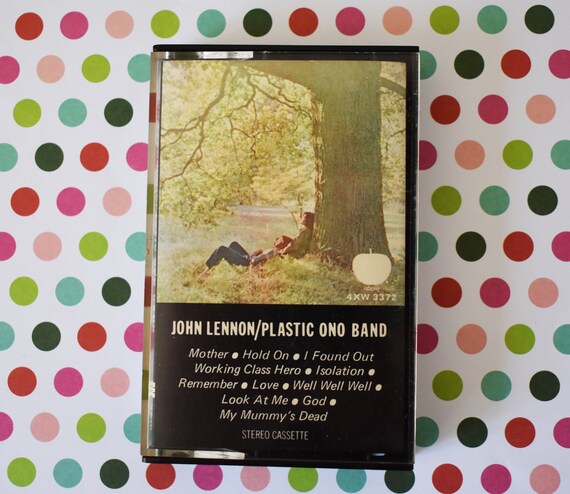 apple
4XW 3372
JOHN LENNON/PLASTIC ONO BAND
Mother • Hold On • I Found Out
Working Class Hero • Isolation •
Remember • Love • Well Well Well •
Look At Me • God •
My Mummy's Dead
STEREO CASSETTE